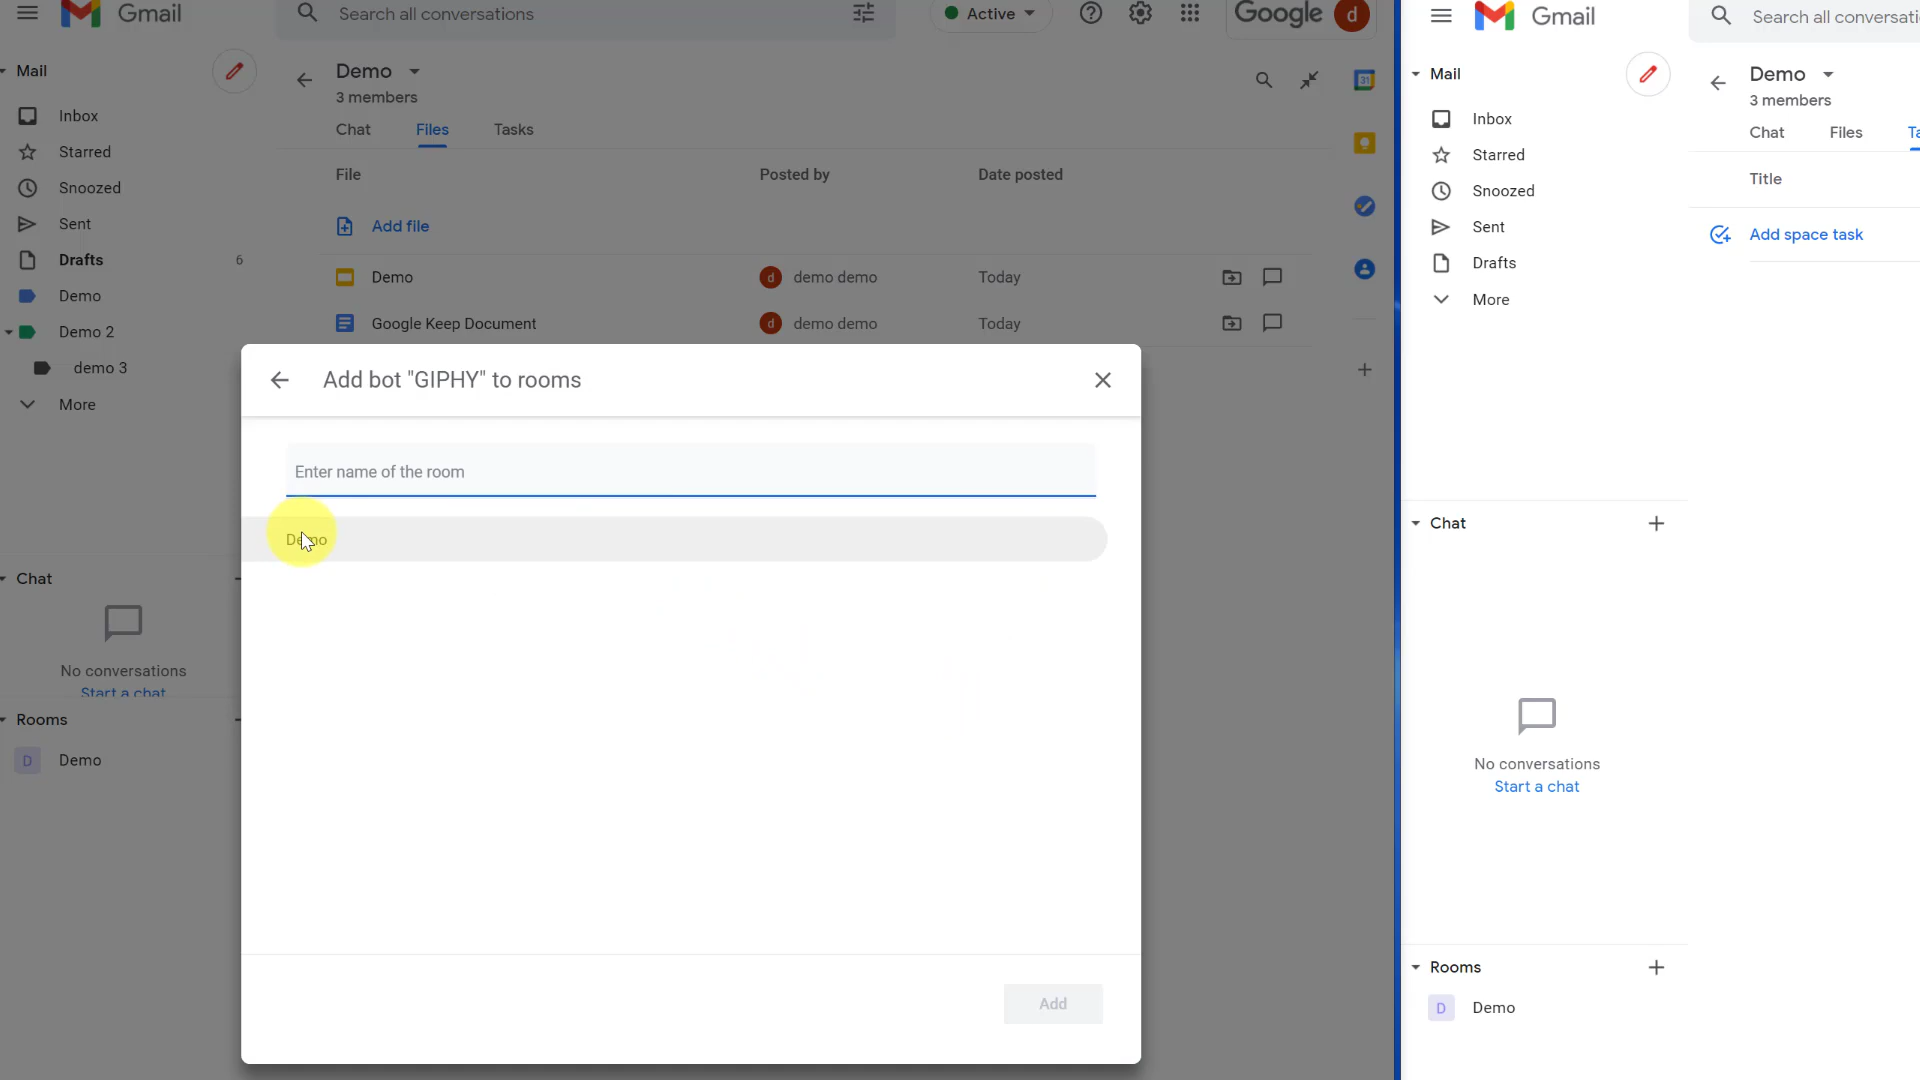 Gmail
Search all conversations
Active
Google
d
Mail
Inbox
Starred
Snoozed
Sent
Drafts
6
Demo
Demo 2
demo 3
More
Chat
No conversations
Start a chat
Rooms
D
Demo
Demo
3 members
Chat
Files
Tasks
File
Posted by
Date posted
Add file
Demo
d
demo demo
Today
Google Keep Document
d
demo demo
Today
31
Add bot "GIPHY" to rooms
Enter name of the room
Demo
Add
Gmail
Search all conversati
Mail
Inbox
Starred
Snoozed
Sent
Drafts
More
Chat
No conversations
Start a chat
Rooms
D
Demo
Demo
3 members
Chat
Files
Ta
Title
Add space task